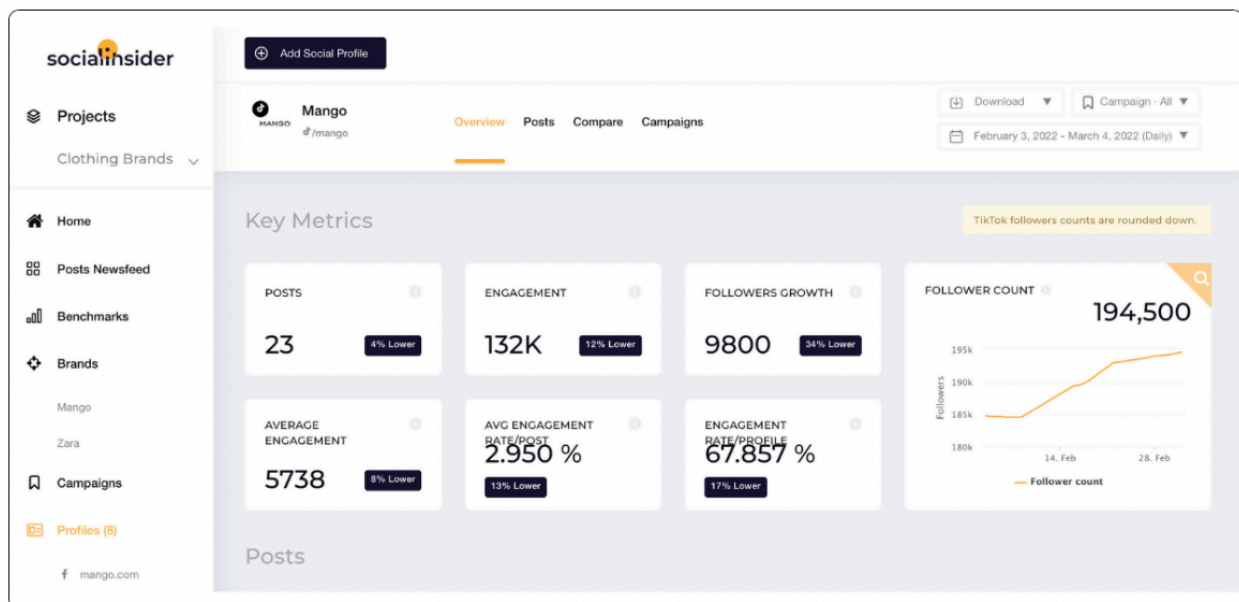 socialinsider
Projects
Clothing Brands
Home
Posts Newsfeed
Benchmarks
Brands
Mango
Zara
Campaigns
Profiles (8)
mango.com
Add Social Profile
MANGO
Mango
/mango
Overview Posts Compare Campaigns
Download
Campaign - All
February 3, 2022 - March 4, 2022 (Daily)
Key Metrics
TikTok followers counts are rounded down.
POSTS
23
4% Lower
ENGAGEMENT
132K
12% Lower
FOLLOWERS GROWTH
9800
34% Lower
AVERAGE
ENGAGEMENT
5738
8% Lower
AVG ENGAGEMENT
RATE/POST
2.950 %
13% Lower
ENGAGEMENT
RATE/PROFILE
67.857 %
17% Lower
FOLLOWER COUNT
194,500
Followers
195k
190k
185k
180k
14. Feb 28. Feb
Follower count
Posts